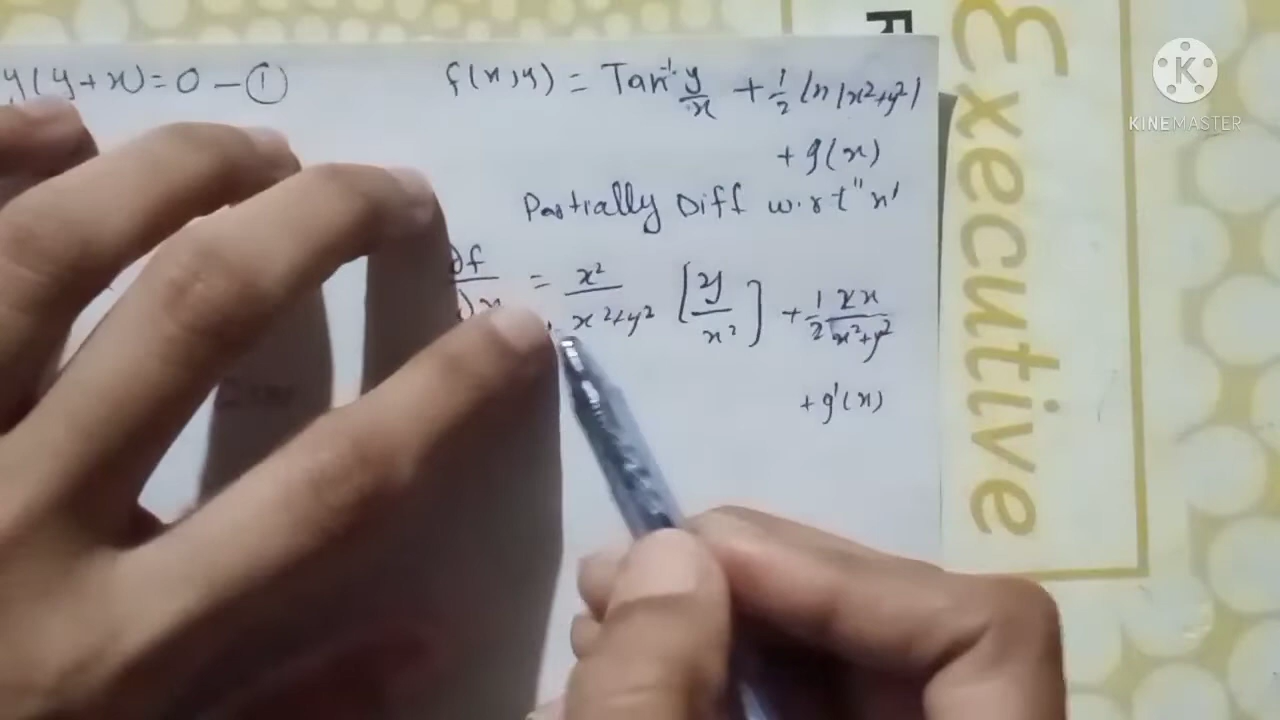 y(y+x)=0 —①
f(x,y) = Tan⁻¹ y/x + 1/2 ln|x²+y²|
+ g(x)
Partially Diff w.r.t "x'
∂f/∂x = x²/x²+y² [y/x²] + 1/2 2x/x²+y²
+ g'(x)
Executive
KINEMASTER